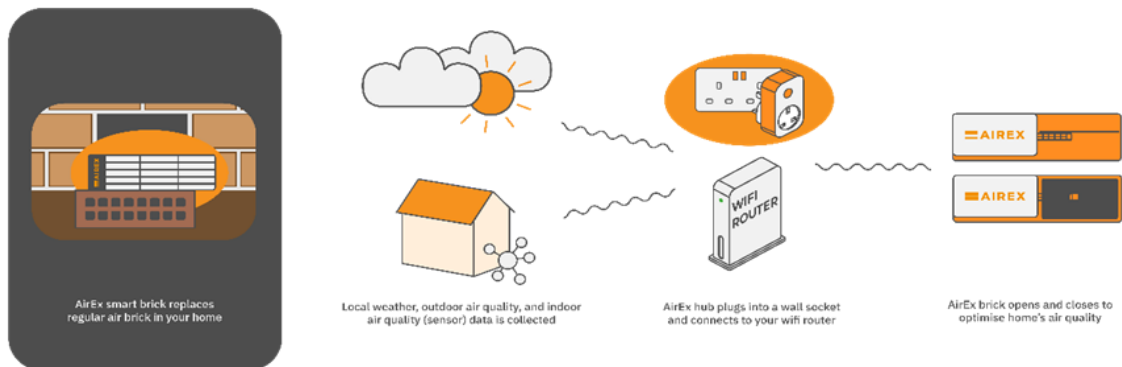 AIREX
AirEx smart brick replaces
regular air brick in your home
Local weather, outdoor air quality, and indoor
air quality (sensor) data is collected
WIFI
ROUTER
AirEx hub plugs into a wall socket
and connects to your wifi router
AIREX
AIREX
AirEx brick opens and closes to
optimise home's air quality